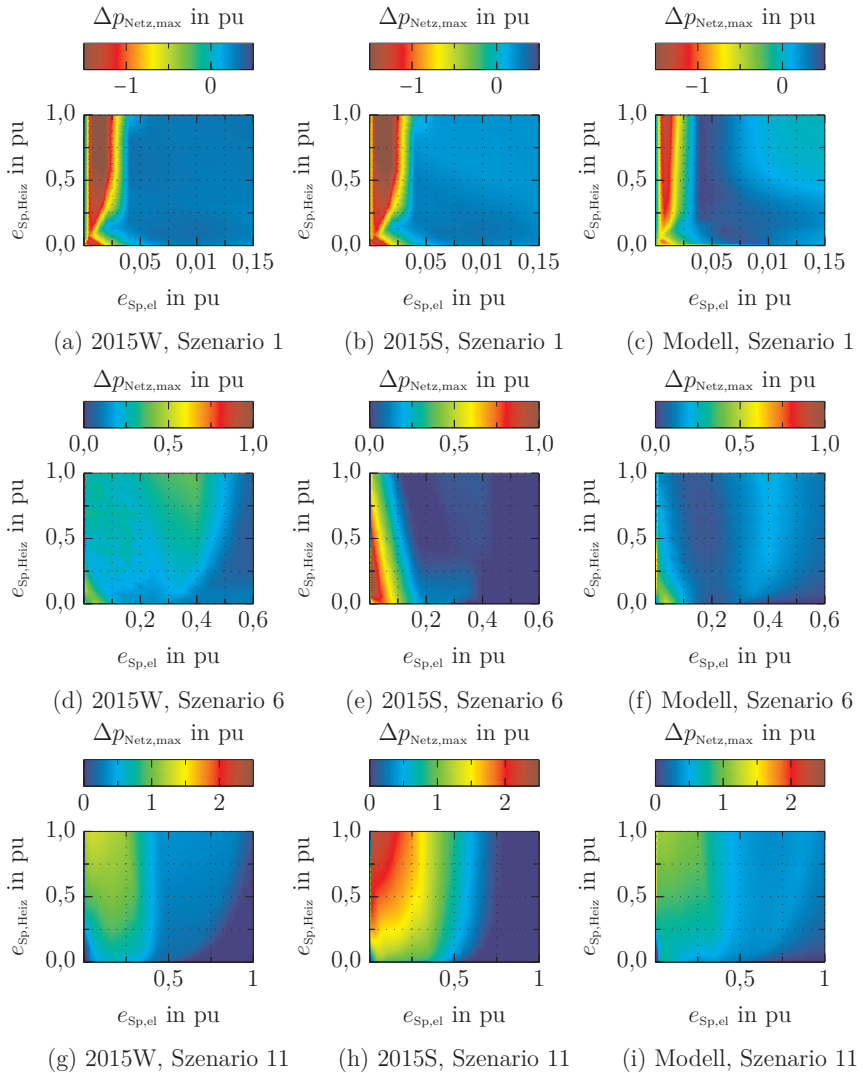 Δp_Netz,max in pu Δp_Netz,max in pu Δp_Netz,max in pu
−1 0 −1 0 −1 0
1,0 1,0 1,0
e_Sp,Heiz in pu e_Sp,Heiz in pu e_Sp,Heiz in pu
0,5 0,5 0,5
0,0 0,0 0,0
0,05 0,01 0,15 0,05 0,01 0,15 0,05 0,01 0,15
e_Sp,el in pu e_Sp,el in pu e_Sp,el in pu
(a) 2015W, Szenario 1 (b) 2015S, Szenario 1 (c) Modell, Szenario 1
Δp_Netz,max in pu Δp_Netz,max in pu Δp_Netz,max in pu
0,0 0,5 1,0 0,0 0,5 1,0 0,0 0,5 1,0
1,0 1,0 1,0
e_Sp,Heiz in pu e_Sp,Heiz in pu e_Sp,Heiz in pu
0,5 0,5 0,5
0,0 0,0 0,0
0,2 0,4 0,6 0,2 0,4 0,6 0,2 0,4 0,6
e_Sp,el in pu e_Sp,el in pu e_Sp,el in pu
(d) 2015W, Szenario 6 (e) 2015S, Szenario 6 (f) Modell, Szenario 6
Δp_Netz,max in pu Δp_Netz,max in pu Δp_Netz,max in pu
0 1 2 0 1 2 0 1 2
1,0 1,0 1,0
e_Sp,Heiz in pu e_Sp,Heiz in pu e_Sp,Heiz in pu
0,5 0,5 0,5
0,0 0,0 0,0
0,5 1 0,5 1 0,5 1
e_Sp,el in pu e_Sp,el in pu e_Sp,el in pu
(g) 2015W, Szenario 11 (h) 2015S, Szenario 11 (i) Modell, Szenario 11